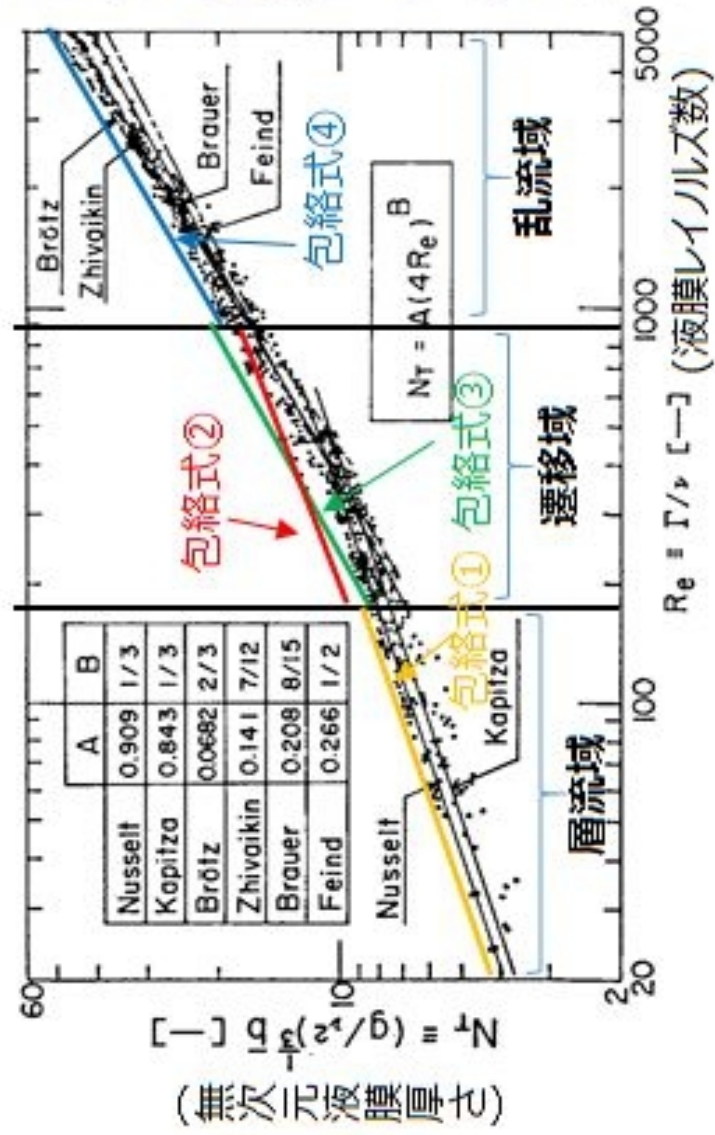 60
10
2
20
100
1000
5000
N_T ≡ (g/ν²)^{1/3} b̄ [—]
(無次元液膜厚さ)
R_e ≡ Γ/ν [—] (液膜レイノルズ数)
A B
Nusselt 0.909 1/3
Kapitza 0.843 1/3
Brötz 0.0682 2/3
Zhivaikin 0.141 7/12
Brauer 0.208 8/15
Feind 0.266 1/2
Brötz
Zhivaikin
Brauer
Feind
Nusselt
Kapitza
包絡式①
包絡式②
包絡式③
包絡式④
N_T = A(4R_e)^B
層流域
遷移域
乱流域